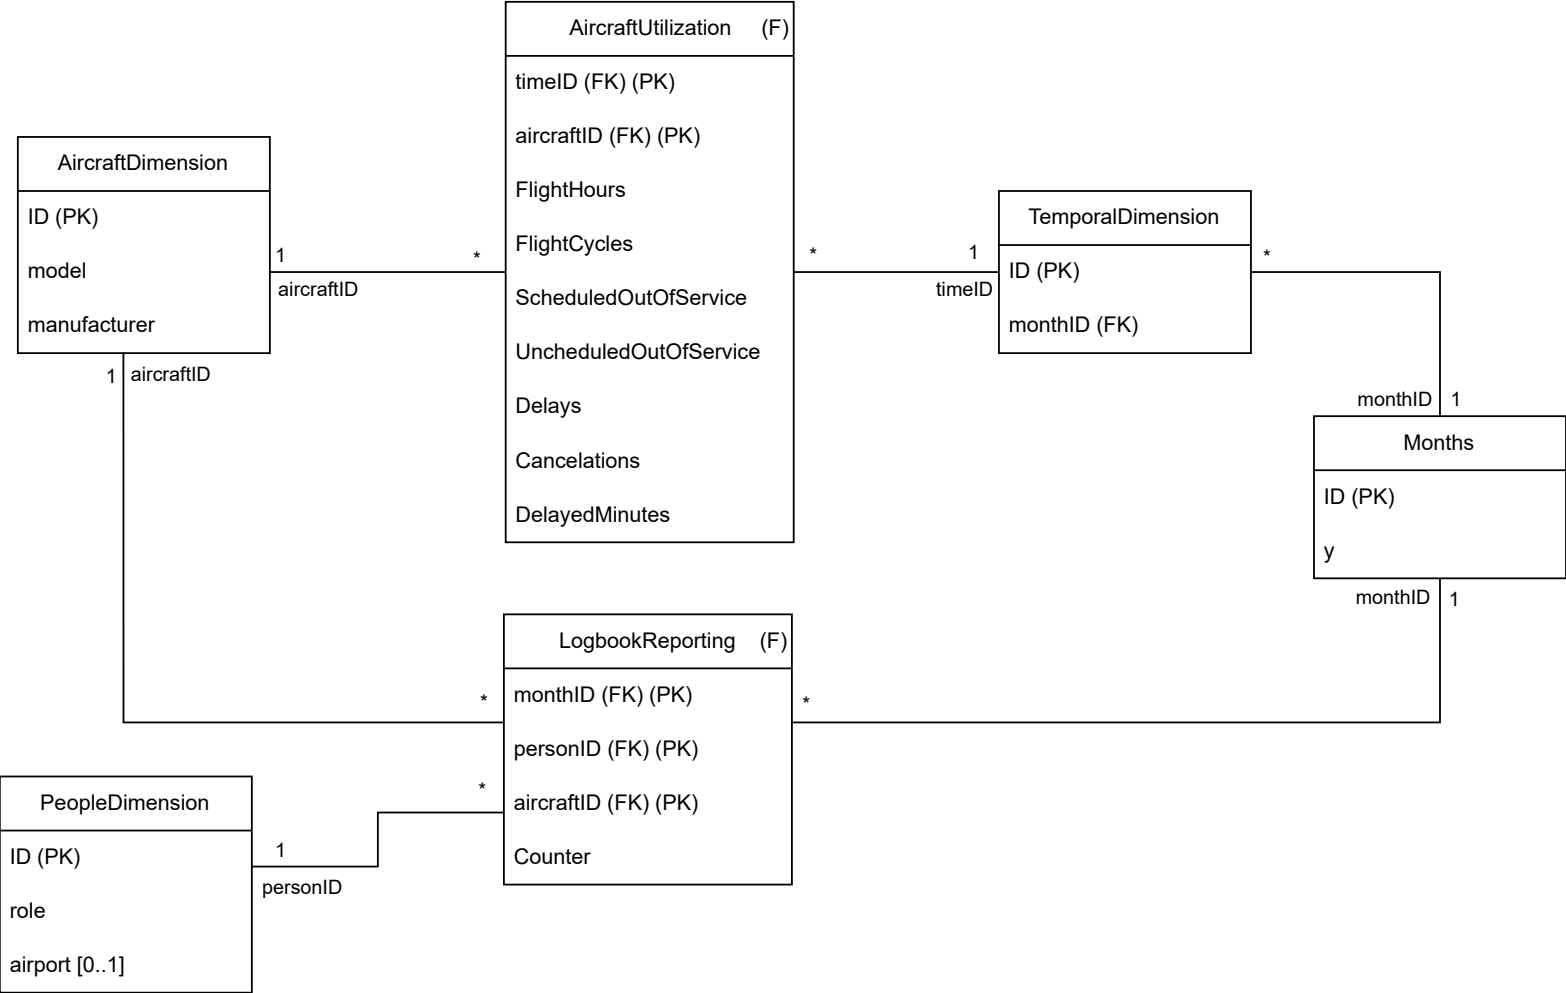 AircraftUtilization (F)
timeID (FK) (PK)
aircraftID (FK) (PK)
FlightHours
FlightCycles
ScheduledOutOfService
UncheduledOutOfService
Delays
Cancelations
DelayedMinutes
AircraftDimension
ID (PK)
model
manufacturer
1
aircraftID
*
*
1
timeID
TemporalDimension
ID (PK)
monthID (FK)
*
1
aircraftID
monthID
1
Months
ID (PK)
y
monthID
1
LogbookReporting (F)
monthID (FK) (PK)
personID (FK) (PK)
aircraftID (FK) (PK)
Counter
*
*
*
PeopleDimension
ID (PK)
role
airport [0..1]
1
personID